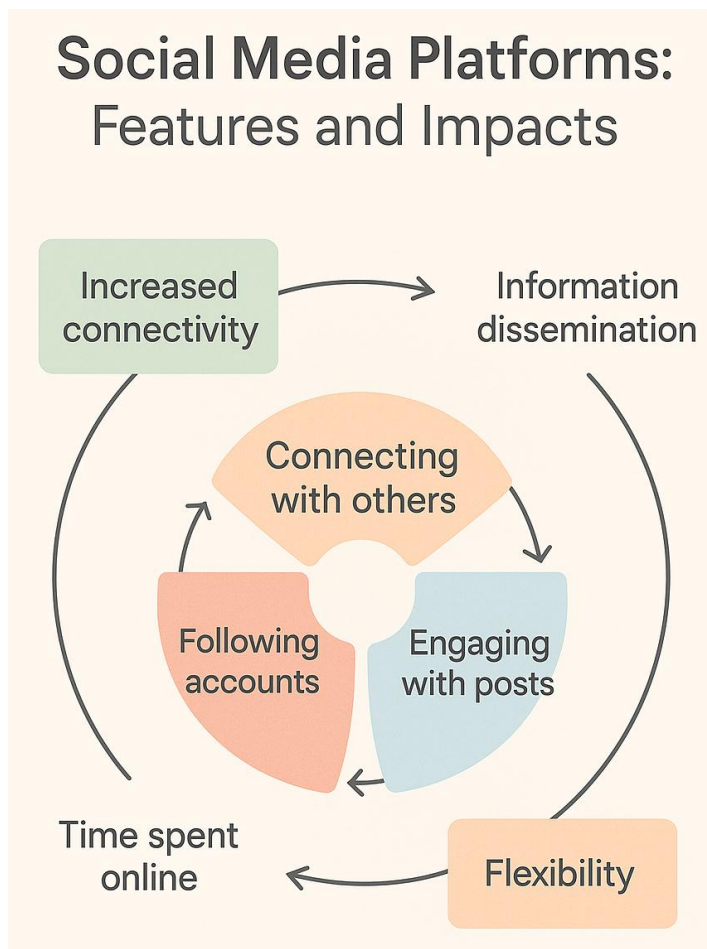 Social Media Platforms:
Features and Impacts
Increased
connectivity
Information
dissemination
Connecting
with others
Following
accounts
Engaging
with posts
Time spent
online
Flexibility